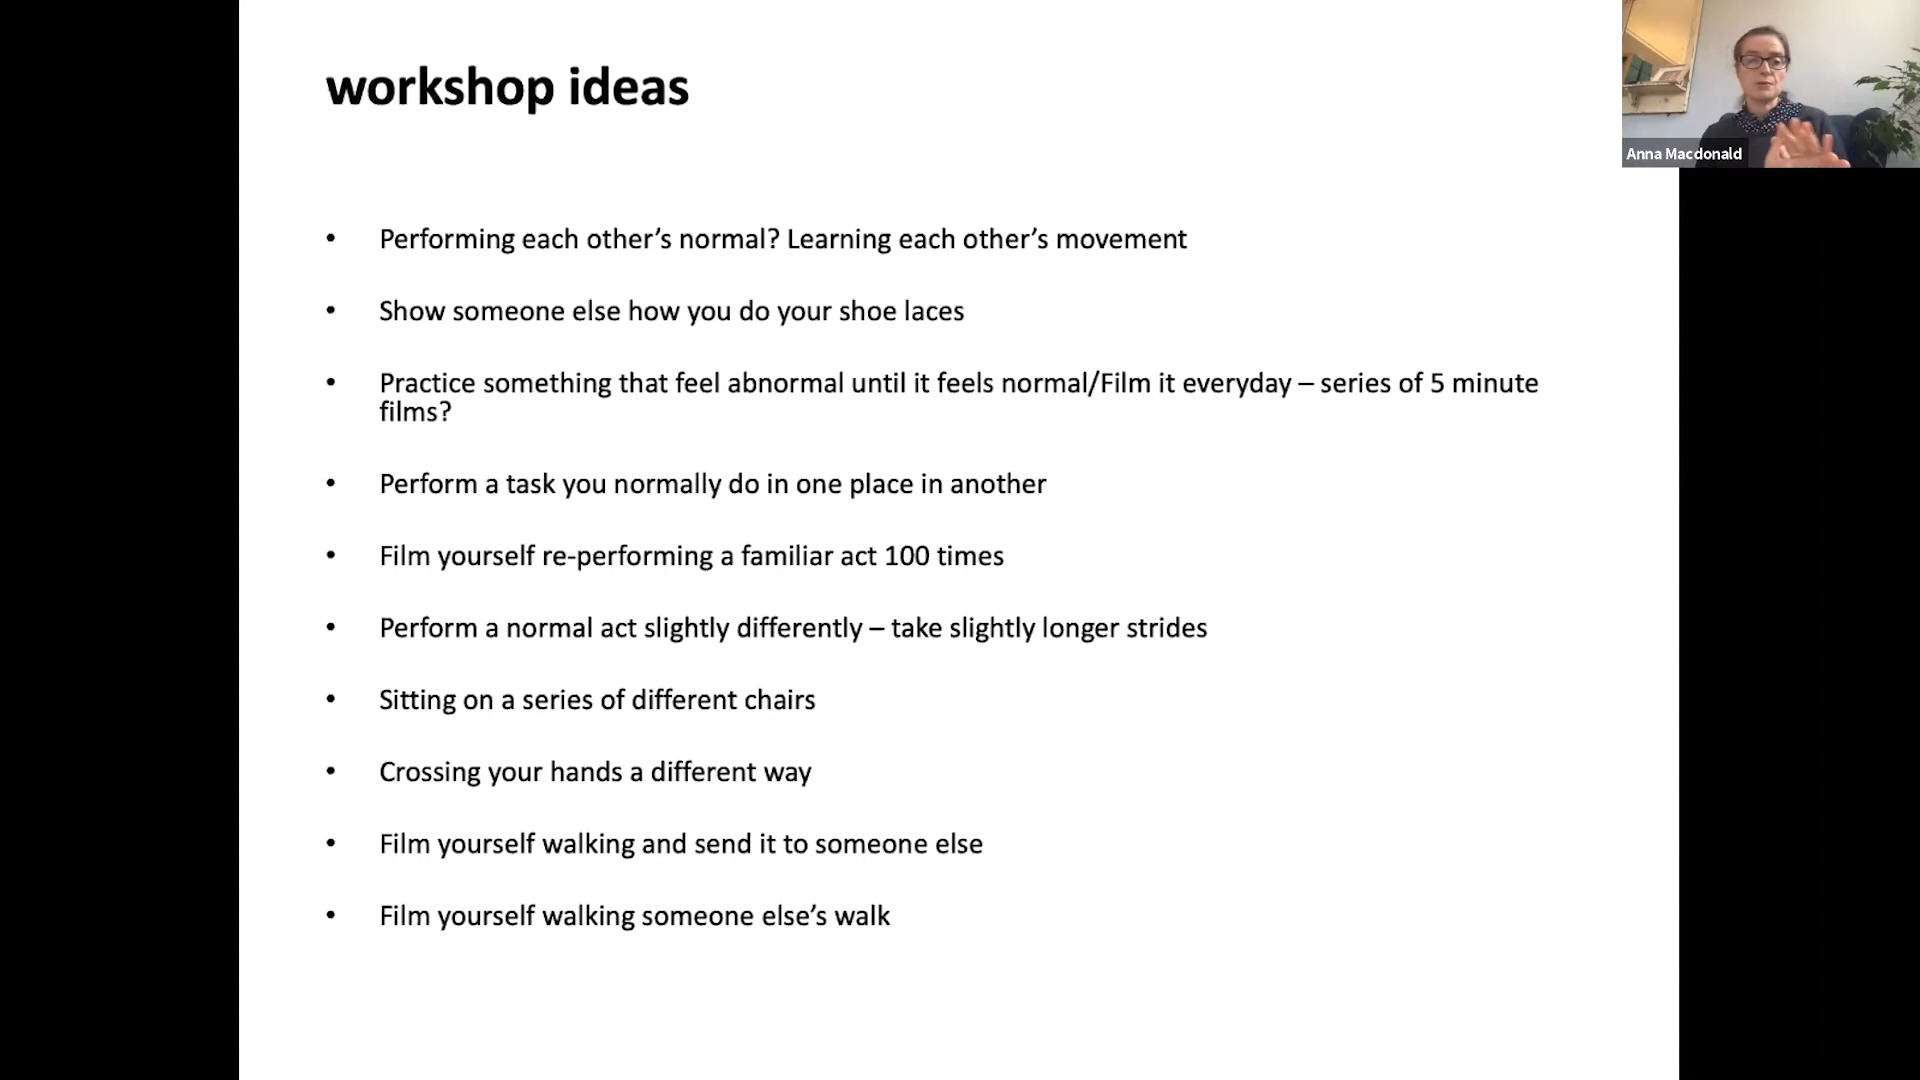 workshop ideas
Anna Macdonald
• Performing each other’s normal? Learning each other’s movement
• Show someone else how you do your shoe laces
• Practice something that feel abnormal until it feels normal/Film it everyday – series of 5 minute
films?
• Perform a task you normally do in one place in another
• Film yourself re-performing a familiar act 100 times
• Perform a normal act slightly differently – take slightly longer strides
• Sitting on a series of different chairs
• Crossing your hands a different way
• Film yourself walking and send it to someone else
• Film yourself walking someone else’s walk